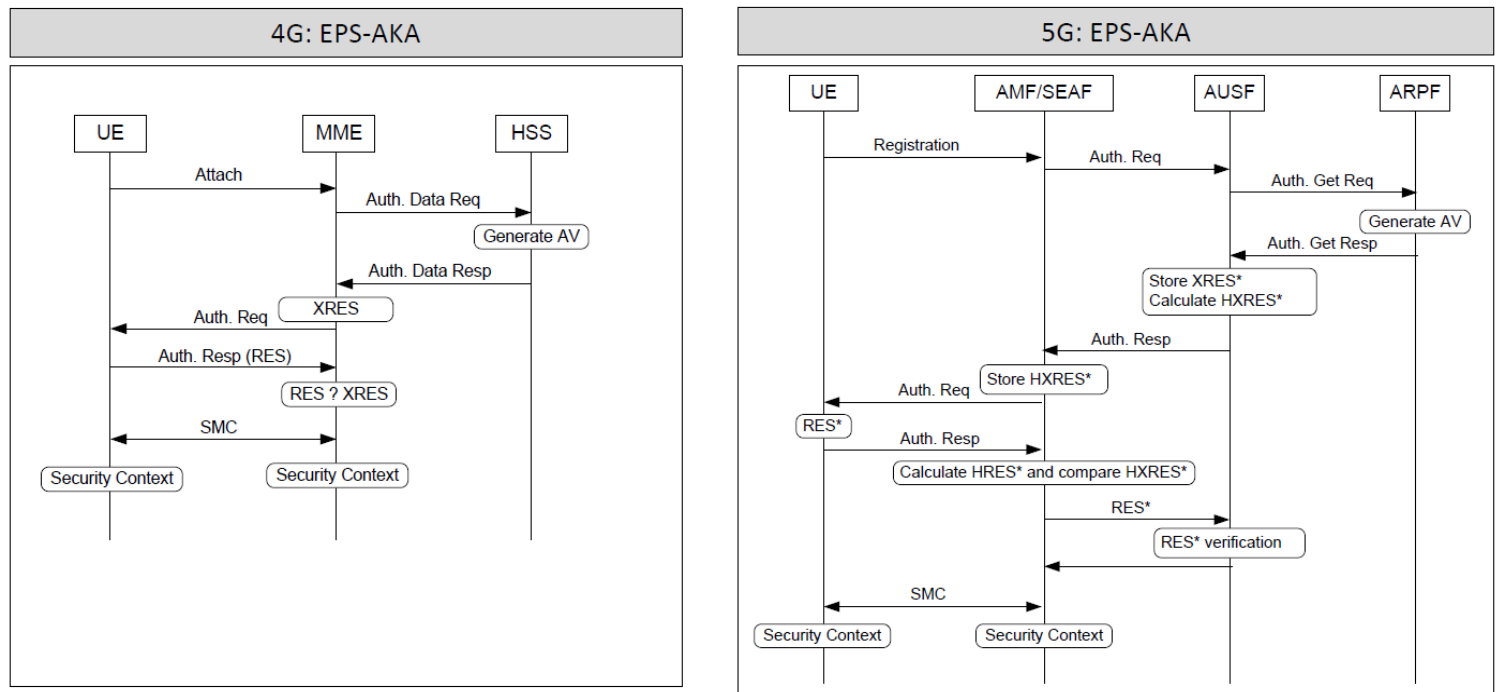 4G: EPS-AKA
UE
MME
HSS
Attach
Auth. Data Req
Generate AV
Auth. Data Resp
XRES
Auth. Req
Auth. Resp (RES)
RES ? XRES
SMC
Security Context
Security Context
5G: EPS-AKA
UE
AMF/SEAF
AUSF
ARPF
Registration
Auth. Req
Auth. Get Req
Generate AV
Auth. Get Resp
Store XRES*
Calculate HXRES*
Auth. Resp
Store HXRES*
Auth. Req
RES*
Auth. Resp
Calculate HRES* and compare HXRES*
RES*
RES* verification
SMC
Security Context
Security Context